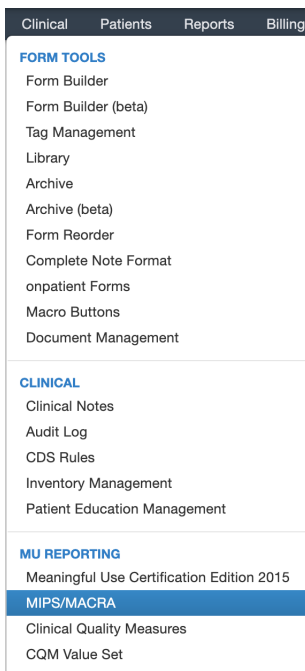 Clinical Patients Reports Billing
FORM TOOLS
Form Builder
Form Builder (beta)
Tag Management
Library
Archive
Archive (beta)
Form Reorder
Complete Note Format
onpatient Forms
Macro Buttons
Document Management
CLINICAL
Clinical Notes
Audit Log
CDS Rules
Inventory Management
Patient Education Management
MU REPORTING
Meaningful Use Certification Edition 2015
MIPS/MACRA
Clinical Quality Measures
CQM Value Set